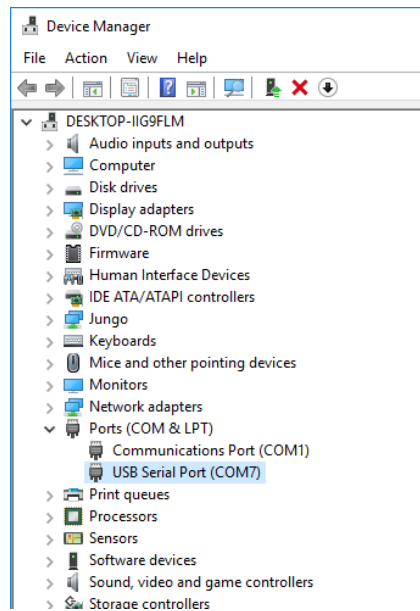 Device Manager
File Action View Help
DESKTOP-IIG9FLM
Audio inputs and outputs
Computer
Disk drives
Display adapters
DVD/CD-ROM drives
Firmware
Human Interface Devices
IDE ATA/ATAPI controllers
Jungo
Keyboards
Mice and other pointing devices
Monitors
Network adapters
Ports (COM & LPT)
Communications Port (COM1)
USB Serial Port (COM7)
Print queues
Processors
Sensors
Software devices
Sound, video and game controllers
Storage controllers